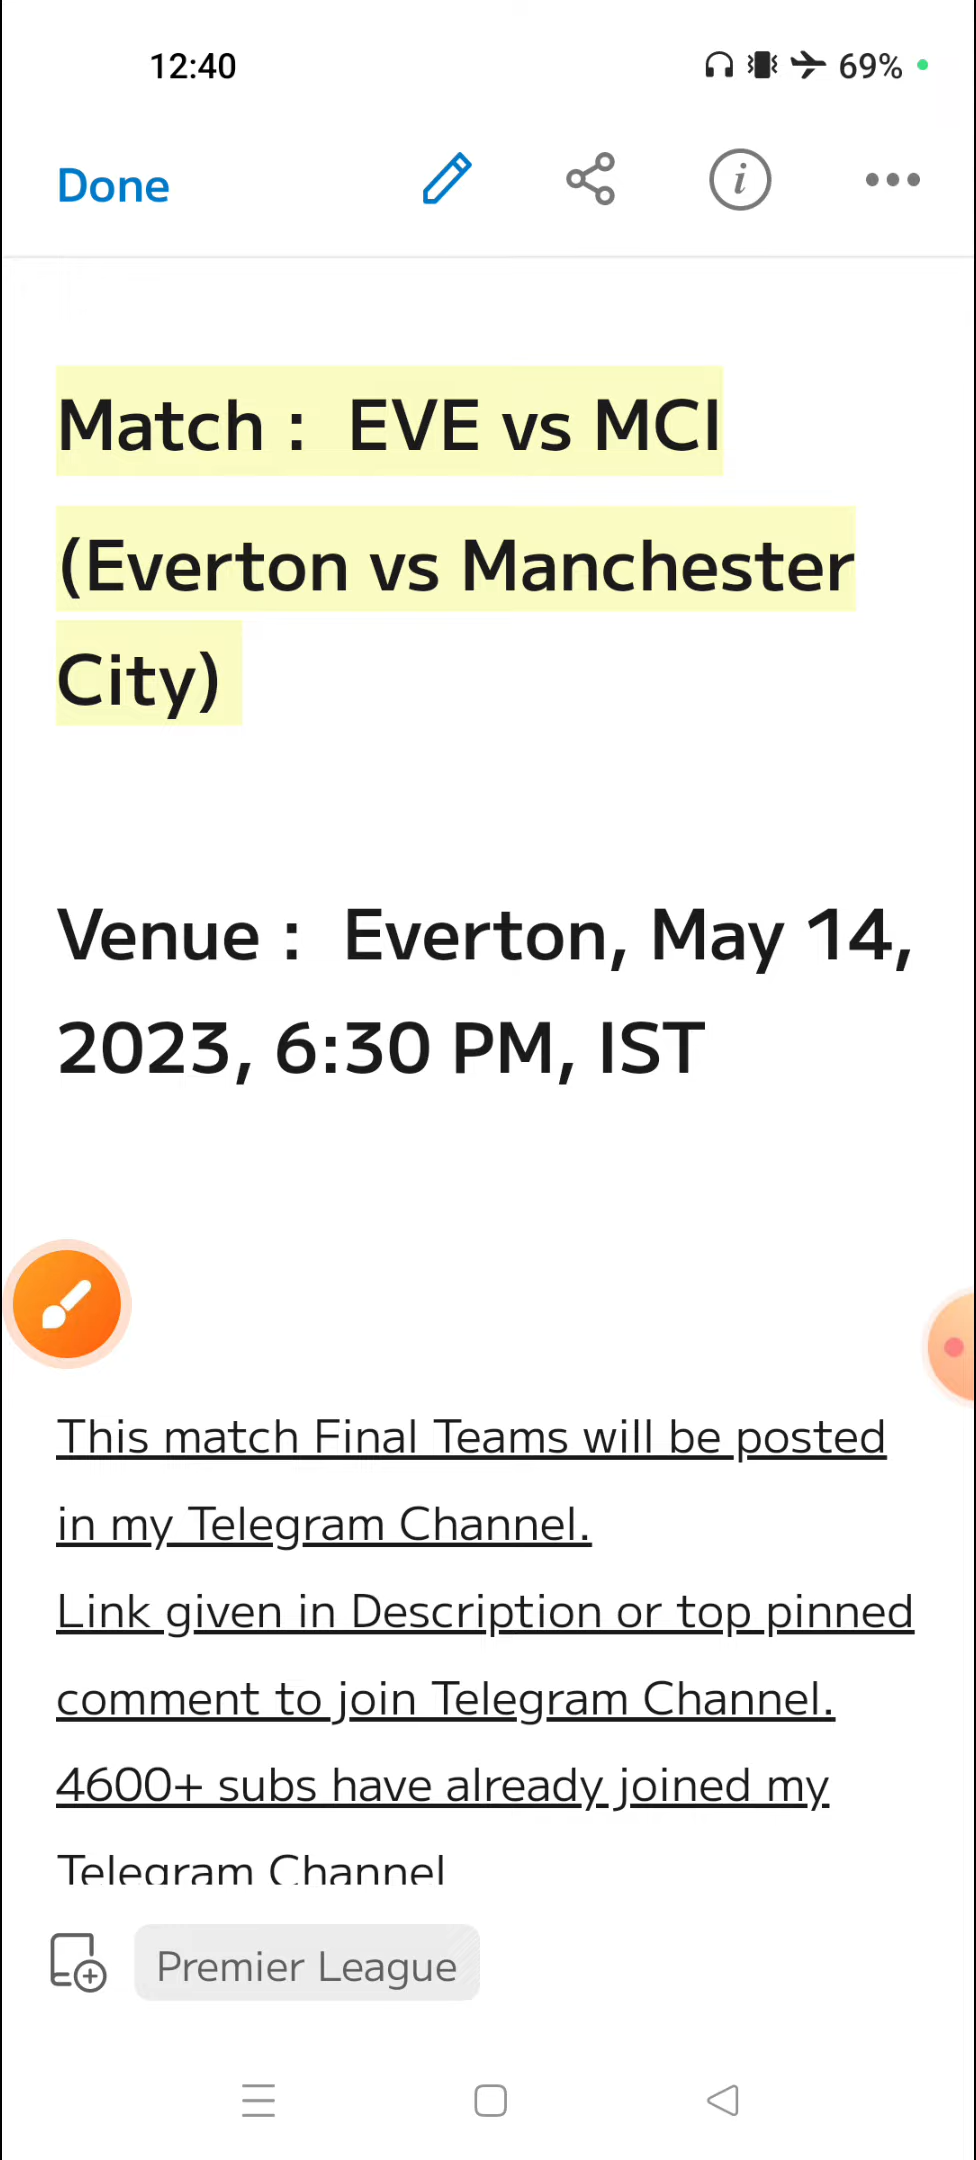 12:40
69%
Done
Match :  EVE vs MCI
(Everton vs Manchester
City)
Venue :  Everton, May 14,
2023, 6:30 PM, IST
This match Final Teams will be posted
in my Telegram Channel.
Link given in Description or top pinned
comment to join Telegram Channel.
4600+ subs have already joined my
Telegram Channel
Premier League